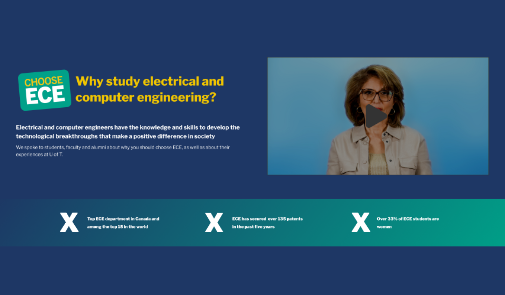 CHOOSE
ECE
Why study electrical and
computer engineering?
Electrical and computer engineers have the knowledge and skills to develop the
technological breakthroughs that make a positive difference in society
We spoke to students, faculty and alumni about why you should choose ECE, as well as about their
experiences at U of T.
X
Top ECE department in Canada and
among the top 25 in the world
X
ECE has secured over 135 patents
in the past five years
X
Over 30% of ECE students are
women